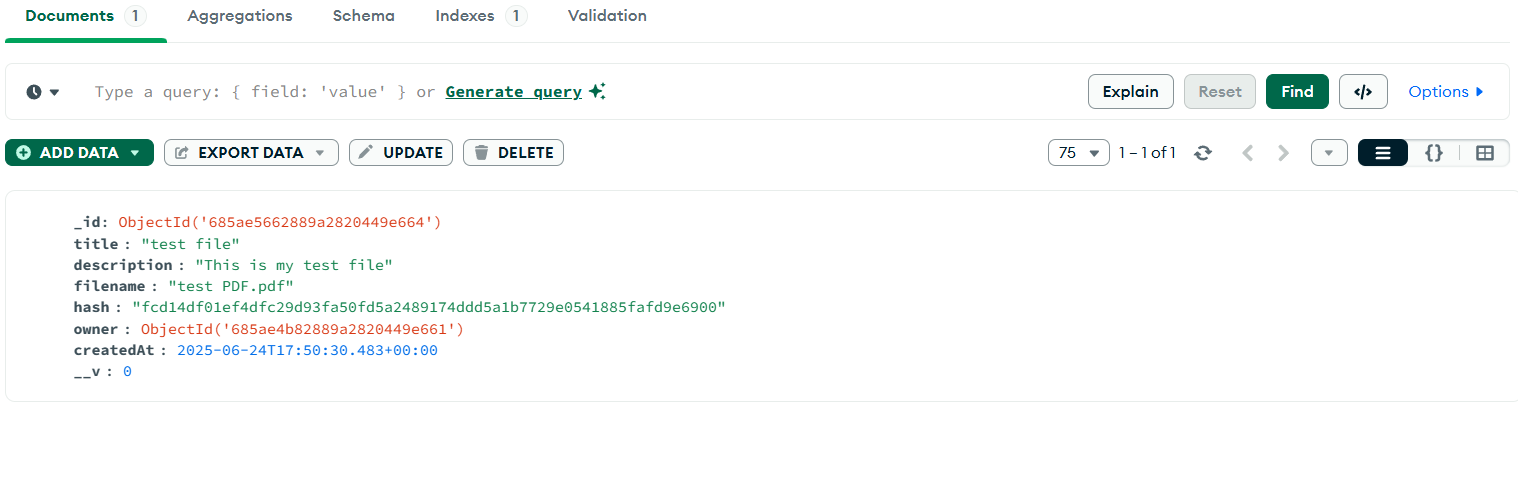 Documents 1 Aggregations Schema Indexes 1 Validation
Type a query: { field: 'value' } or Generate query Explain Reset Find </> Options
ADD DATA EXPORT DATA UPDATE DELETE 75 1 – 1 of 1 {}
_id: ObjectId('685ae5662889a2820449e664')
title : "test file"
description : "This is my test file"
filename : "test PDF.pdf"
hash : "fcd14df01ef4dfc29d93fa50fd5a2489174ddd5a1b7729e0541885fafd9e6900"
owner : ObjectId('685ae4b82889a2820449e661')
createdAt : 2025-06-24T17:50:30.483+00:00
__v : 0